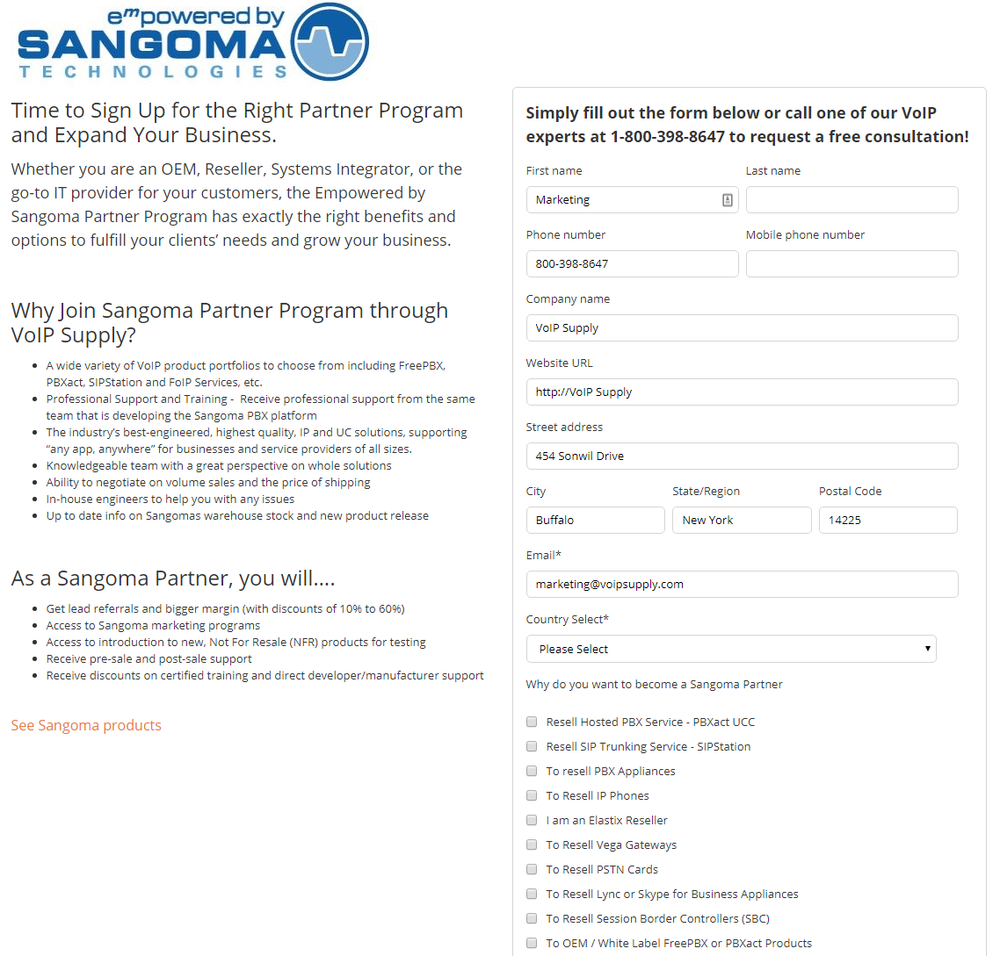 empowered by
SANGOMA
TECHNOLOGIES
Time to Sign Up for the Right Partner Program
and Expand Your Business.
Whether you are an OEM, Reseller, Systems Integrator, or the
go-to IT provider for your customers, the Empowered by
Sangoma Partner Program has exactly the right benefits and
options to fulfill your clients’ needs and grow your business.
Why Join Sangoma Partner Program through
VoIP Supply?
A wide variety of VoIP product portfolios to choose from including FreePBX,
PBXact, SIPStation and FoIP Services, etc.
Professional Support and Training - Receive professional support from the same
team that is developing the Sangoma PBX platform
The industry’s best-engineered, highest quality, IP and UC solutions, supporting
“any app, anywhere” for businesses and service providers of all sizes.
Knowledgeable team with a great perspective on whole solutions
Ability to negotiate on volume sales and the price of shipping
In-house engineers to help you with any issues
Up to date info on Sangomas warehouse stock and new product release
As a Sangoma Partner, you will....
Get lead referrals and bigger margin (with discounts of 10% to 60%)
Access to Sangoma marketing programs
Access to introduction to new, Not For Resale (NFR) products for testing
Receive pre-sale and post-sale support
Receive discounts on certified training and direct developer/manufacturer support
See Sangoma products
Simply fill out the form below or call one of our VoIP
experts at 1-800-398-8647 to request a free consultation!
First name Last name
Marketing
Phone number Mobile phone number
800-398-8647
Company name
VoIP Supply
Website URL
http://VoIP Supply
Street address
454 Sonwil Drive
City State/Region Postal Code
Buffalo New York 14225
Email*
marketing@voipsupply.com
Country Select*
Please Select
Why do you want to become a Sangoma Partner
Resell Hosted PBX Service - PBXact UCC
Resell SIP Trunking Service - SIPStation
To resell PBX Appliances
To Resell IP Phones
I am an Elastix Reseller
To Resell Vega Gateways
To Resell PSTN Cards
To Resell Lync or Skype for Business Appliances
To Resell Session Border Controllers (SBC)
To OEM / White Label FreePBX or PBXact Products